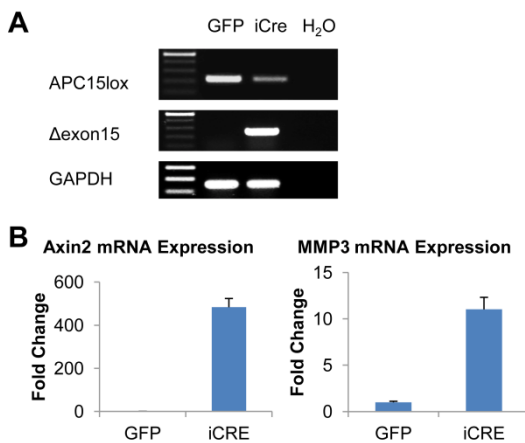 A
GFP iCre H₂O
APC15lox
Δexon15
GAPDH
B
Axin2 mRNA Expression
Fold Change
600
400
200
0
GFP iCRE
MMP3 mRNA Expression
Fold Change
15
10
5
0
GFP iCRE